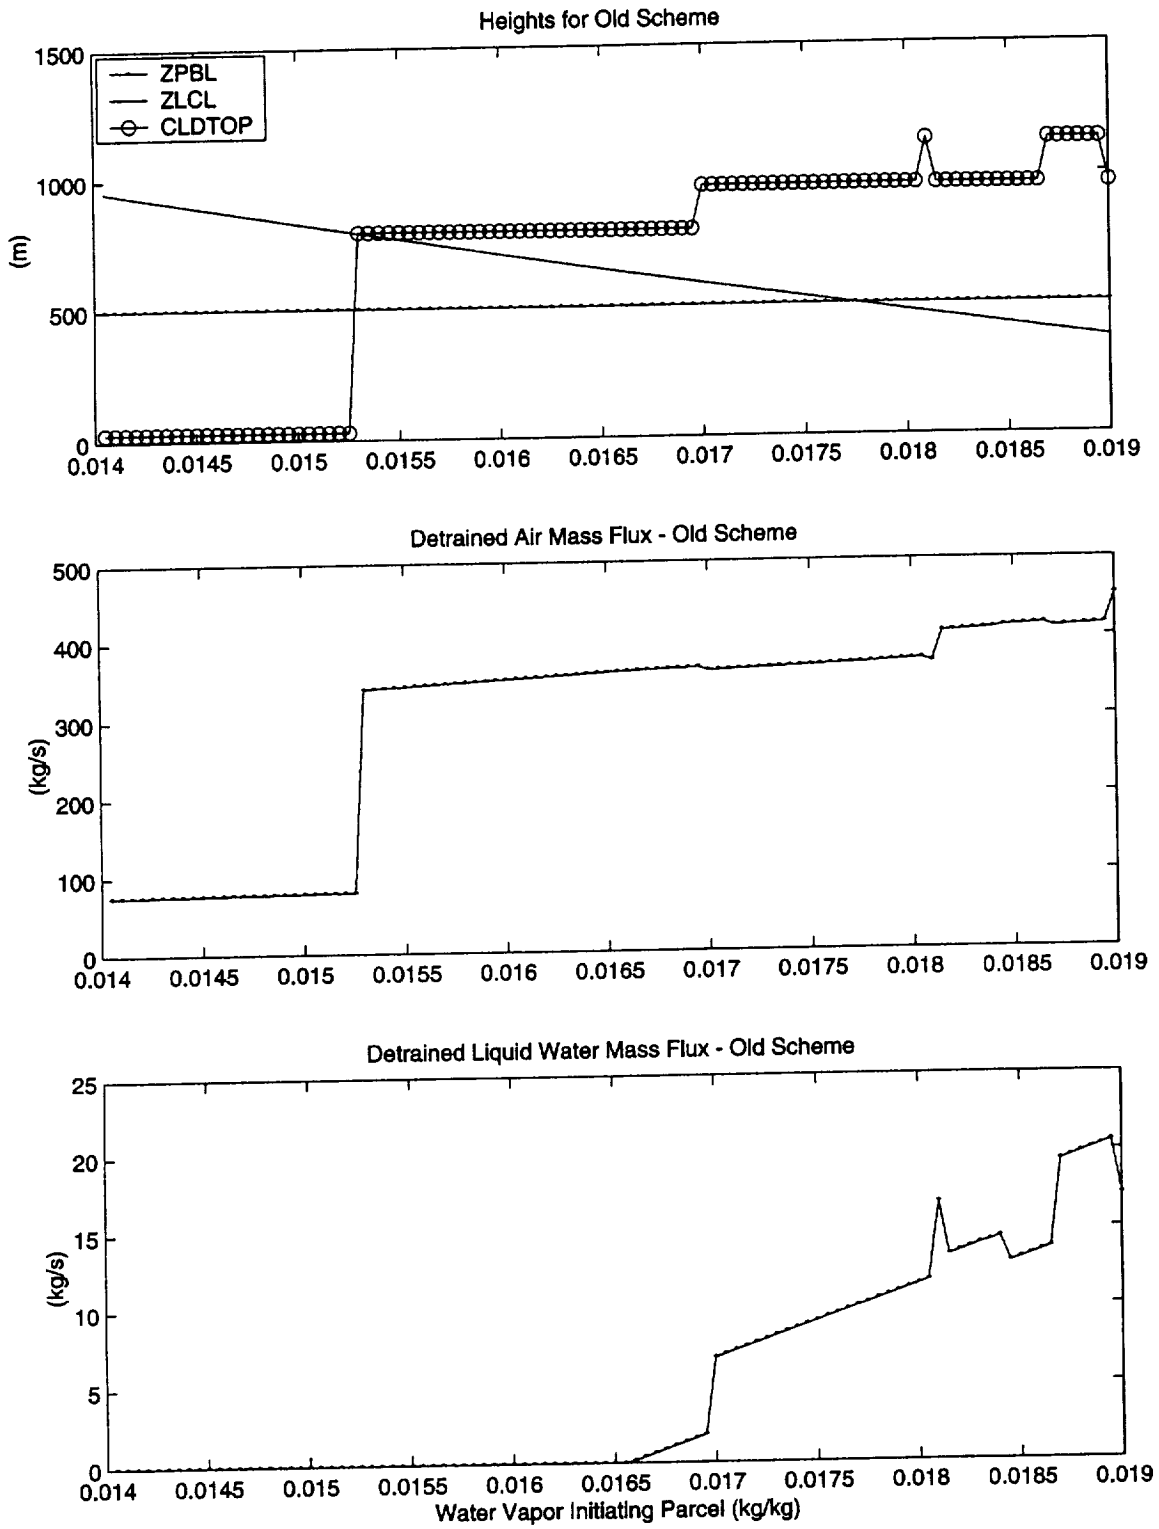 Heights for Old Scheme
1500
1000
500
0
(m)
ZPBL
ZLCL
CLDTOP
0.014 0.0145 0.015 0.0155 0.016 0.0165 0.017 0.0175 0.018 0.0185 0.019
Detrained Air Mass Flux - Old Scheme
500
400
300
200
100
0
(kg/s)
0.014 0.0145 0.015 0.0155 0.016 0.0165 0.017 0.0175 0.018 0.0185 0.019
Detrained Liquid Water Mass Flux - Old Scheme
25
20
15
10
5
0
(kg/s)
0.014 0.0145 0.015 0.0155 0.016 0.0165 0.017 0.0175 0.018 0.0185 0.019
Water Vapor Initiating Parcel (kg/kg)